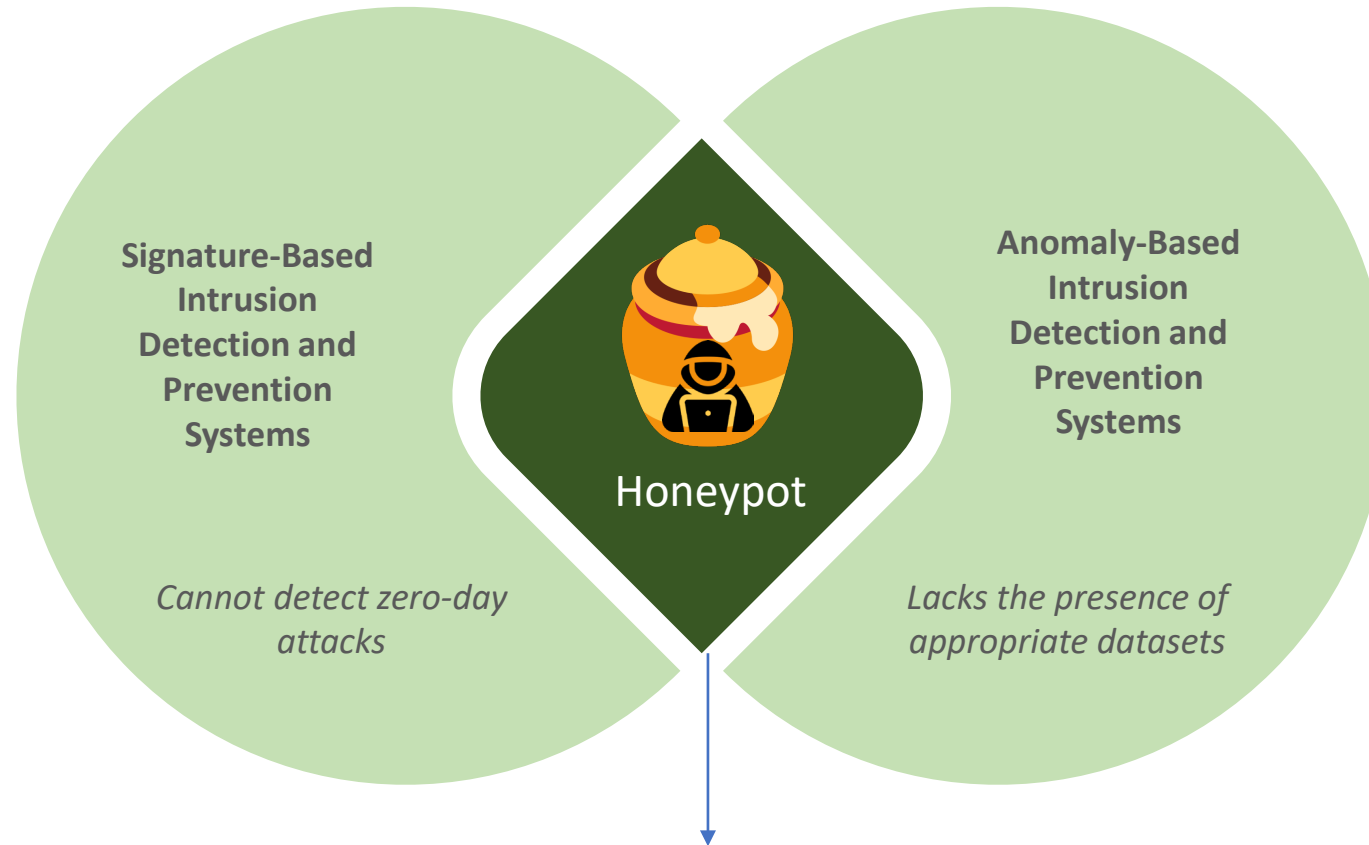 Signature-Based
Intrusion
Detection and
Prevention
Systems
Cannot detect zero-day
attacks
Honeypot
Anomaly-Based
Intrusion
Detection and
Prevention
Systems
Lacks the presence of
appropriate datasets